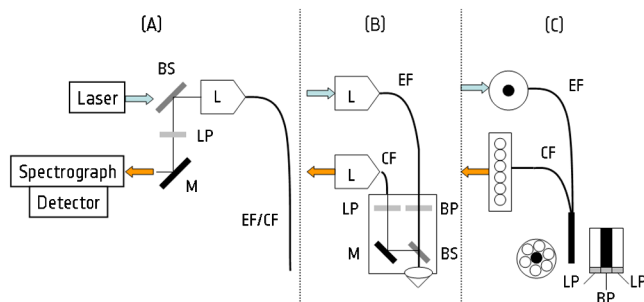 (A)
BS
Laser
L
LP
Spectrograph
Detector
M
EF/CF
(B)
L
EF
L
CF
LP
BP
M
BS
(C)
EF
CF
LP
BP
LP